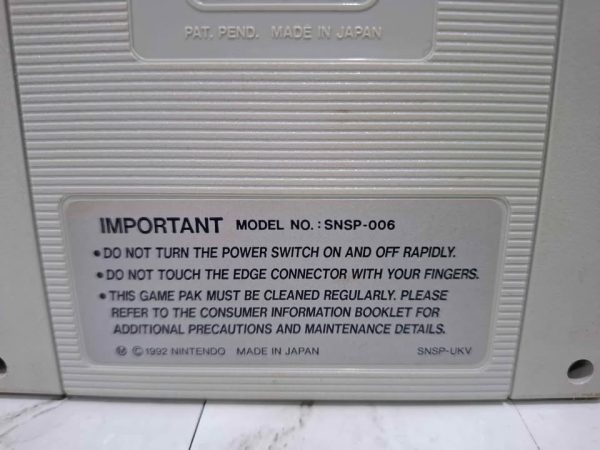 PAT. PEND. MADE IN JAPAN
IMPORTANT MODEL NO.: SNSP-006
• DO NOT TURN THE POWER SWITCH ON AND OFF RAPIDLY.
• DO NOT TOUCH THE EDGE CONNECTOR WITH YOUR FINGERS.
• THIS GAME PAK MUST BE CLEANED REGULARLY. PLEASE
REFER TO THE CONSUMER INFORMATION BOOKLET FOR
ADDITIONAL PRECAUTIONS AND MAINTENANCE DETAILS.
Ⓜ © 1992 NINTENDO MADE IN JAPAN SNSP-UKV